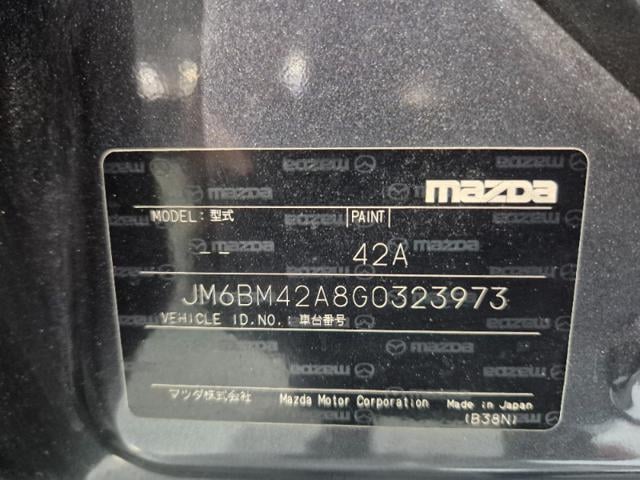 mazda
MODEL: 型式 PAINT
-- 42A
JM6BM42A8G0323973
VEHICLE ID.NO.: 車台番号
マツダ株式会社 Mazda Motor Corporation Made in Japan
(B38N)